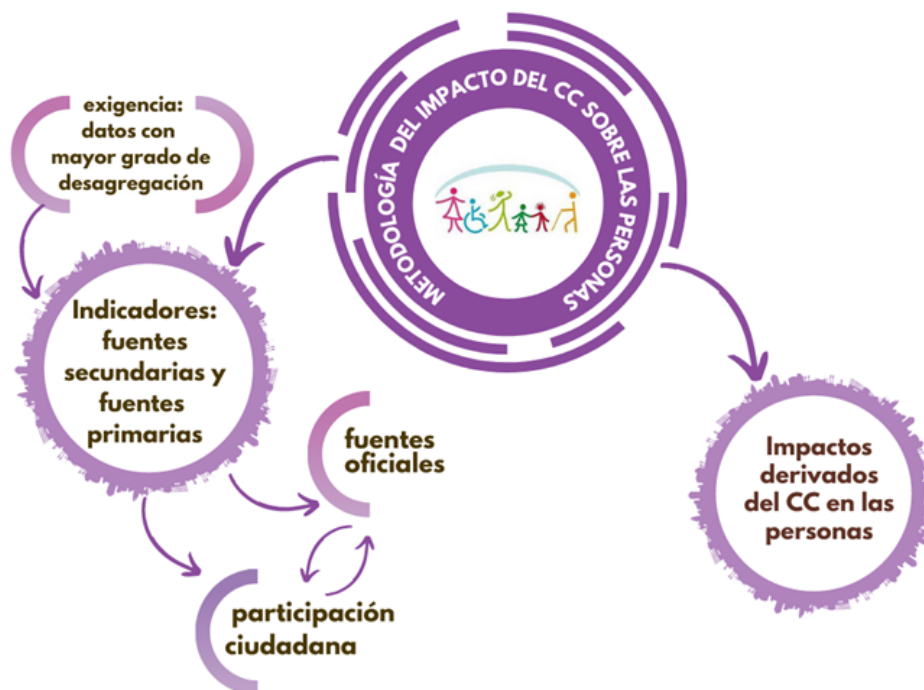 METODOLOGÍA DEL IMPACTO DEL CC SOBRE LAS PERSONAS
exigencia:
datos con
mayor grado de
desagregación
Indicadores:
fuentes
secundarias y
fuentes
primarias
fuentes
oficiales
participación
ciudadana
Impactos
derivados
del CC en las
personas